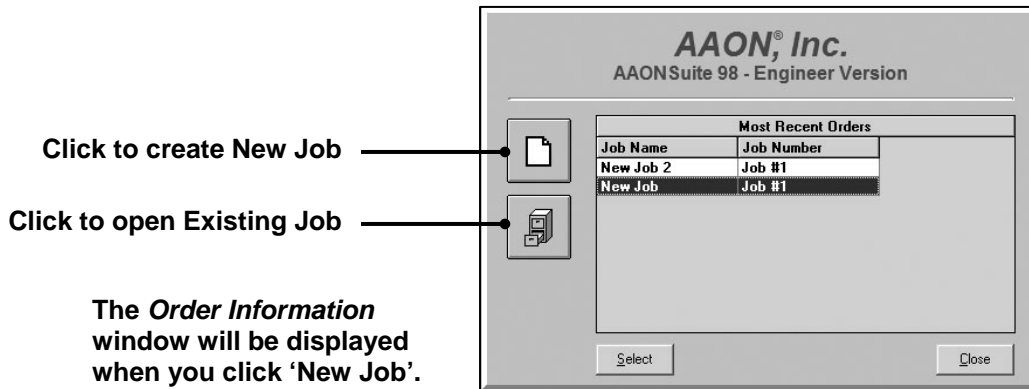 AAON,® Inc.
AAONSuite 98 - Engineer Version
Click to create New Job
Click to open Existing Job
The Order Information
window will be displayed
when you click ‘New Job’.
Most Recent Orders
Job Name Job Number
New Job 2 Job #1
New Job Job #1
Select Close